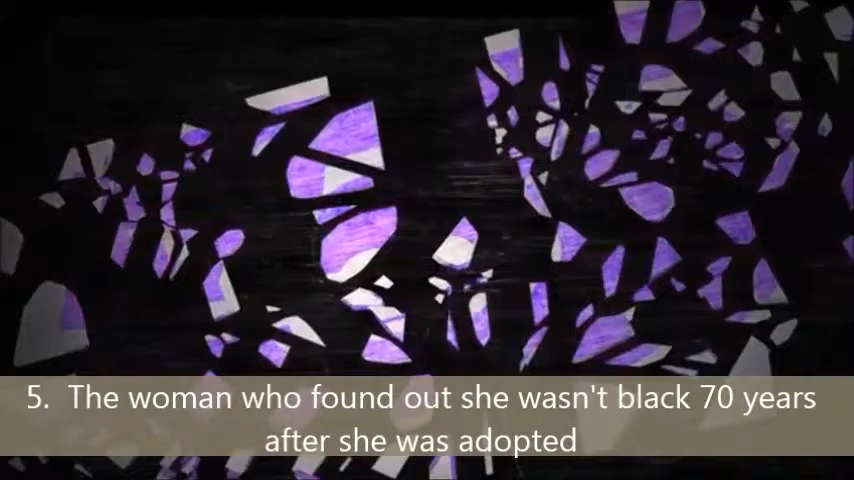 5. The woman who found out she wasn't black 70 years
after she was adopted